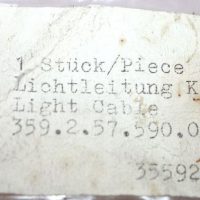 1 Stück/Piece
Lichtleitung K
Light Cable
359.2.57.590.0
35592